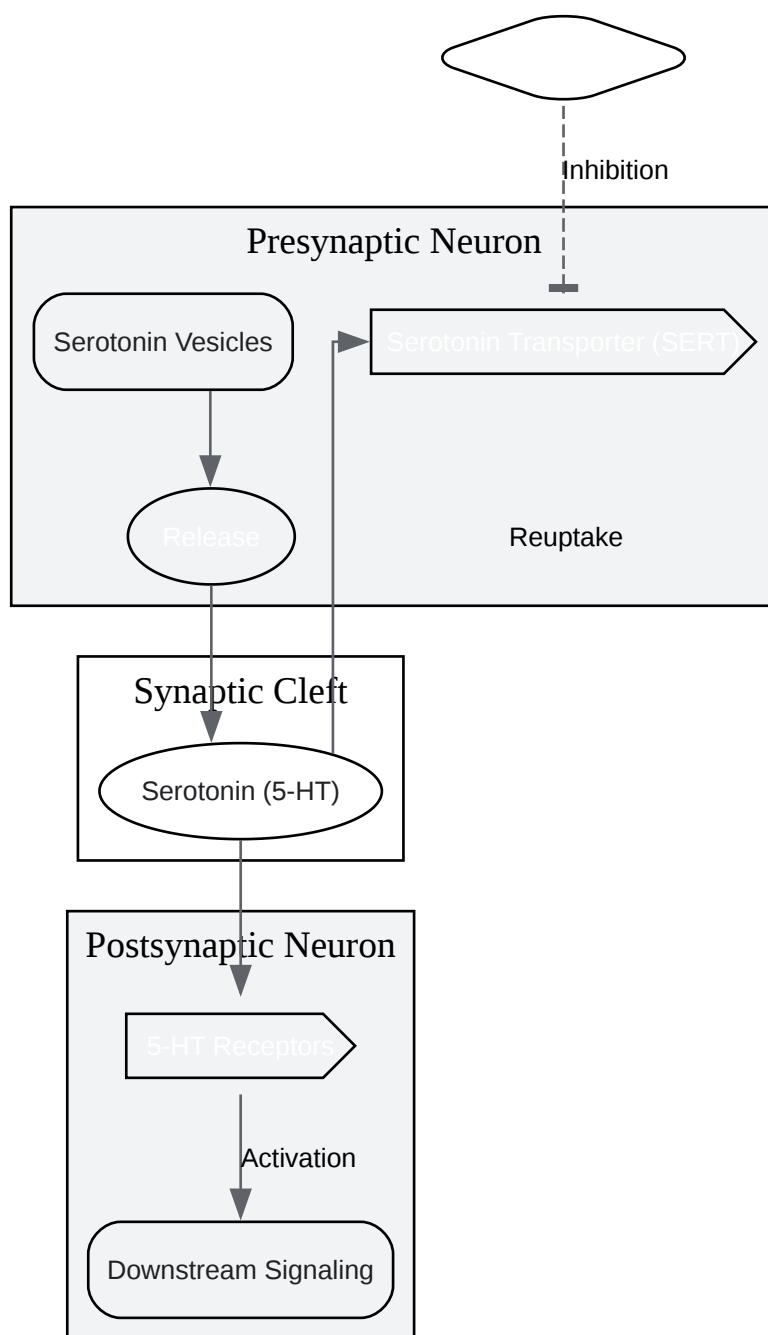 Inhibition
Presynaptic Neuron
Serotonin Vesicles
Serotonin Transporter (SERT)
Release
Reuptake
Synaptic Cleft
Serotonin (5-HT)
Postsynaptic Neuron
5-HT Receptors
Activation
Downstream Signaling